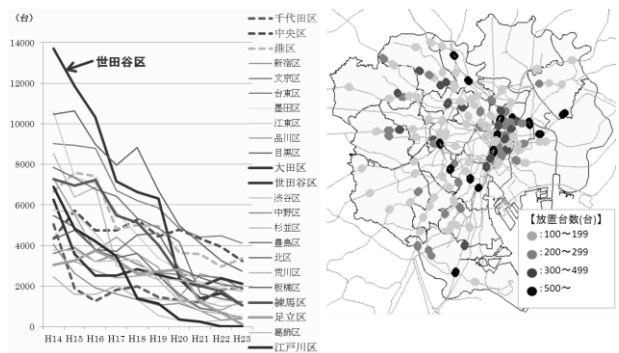 (台)
14000
12000
10000
8000
6000
4000
2000
0
H14 H15 H16 H17 H18 H19 H20 H21 H22 H23
世田谷区
千代田区
中央区
港区
新宿区
文京区
台東区
墨田区
江東区
品川区
目黒区
大田区
世田谷区
渋谷区
中野区
杉並区
豊島区
北区
荒川区
板橋区
練馬区
足立区
葛飾区
江戸川区
【放置台数(台)】
:100～199
:200～299
:300～499
:500～